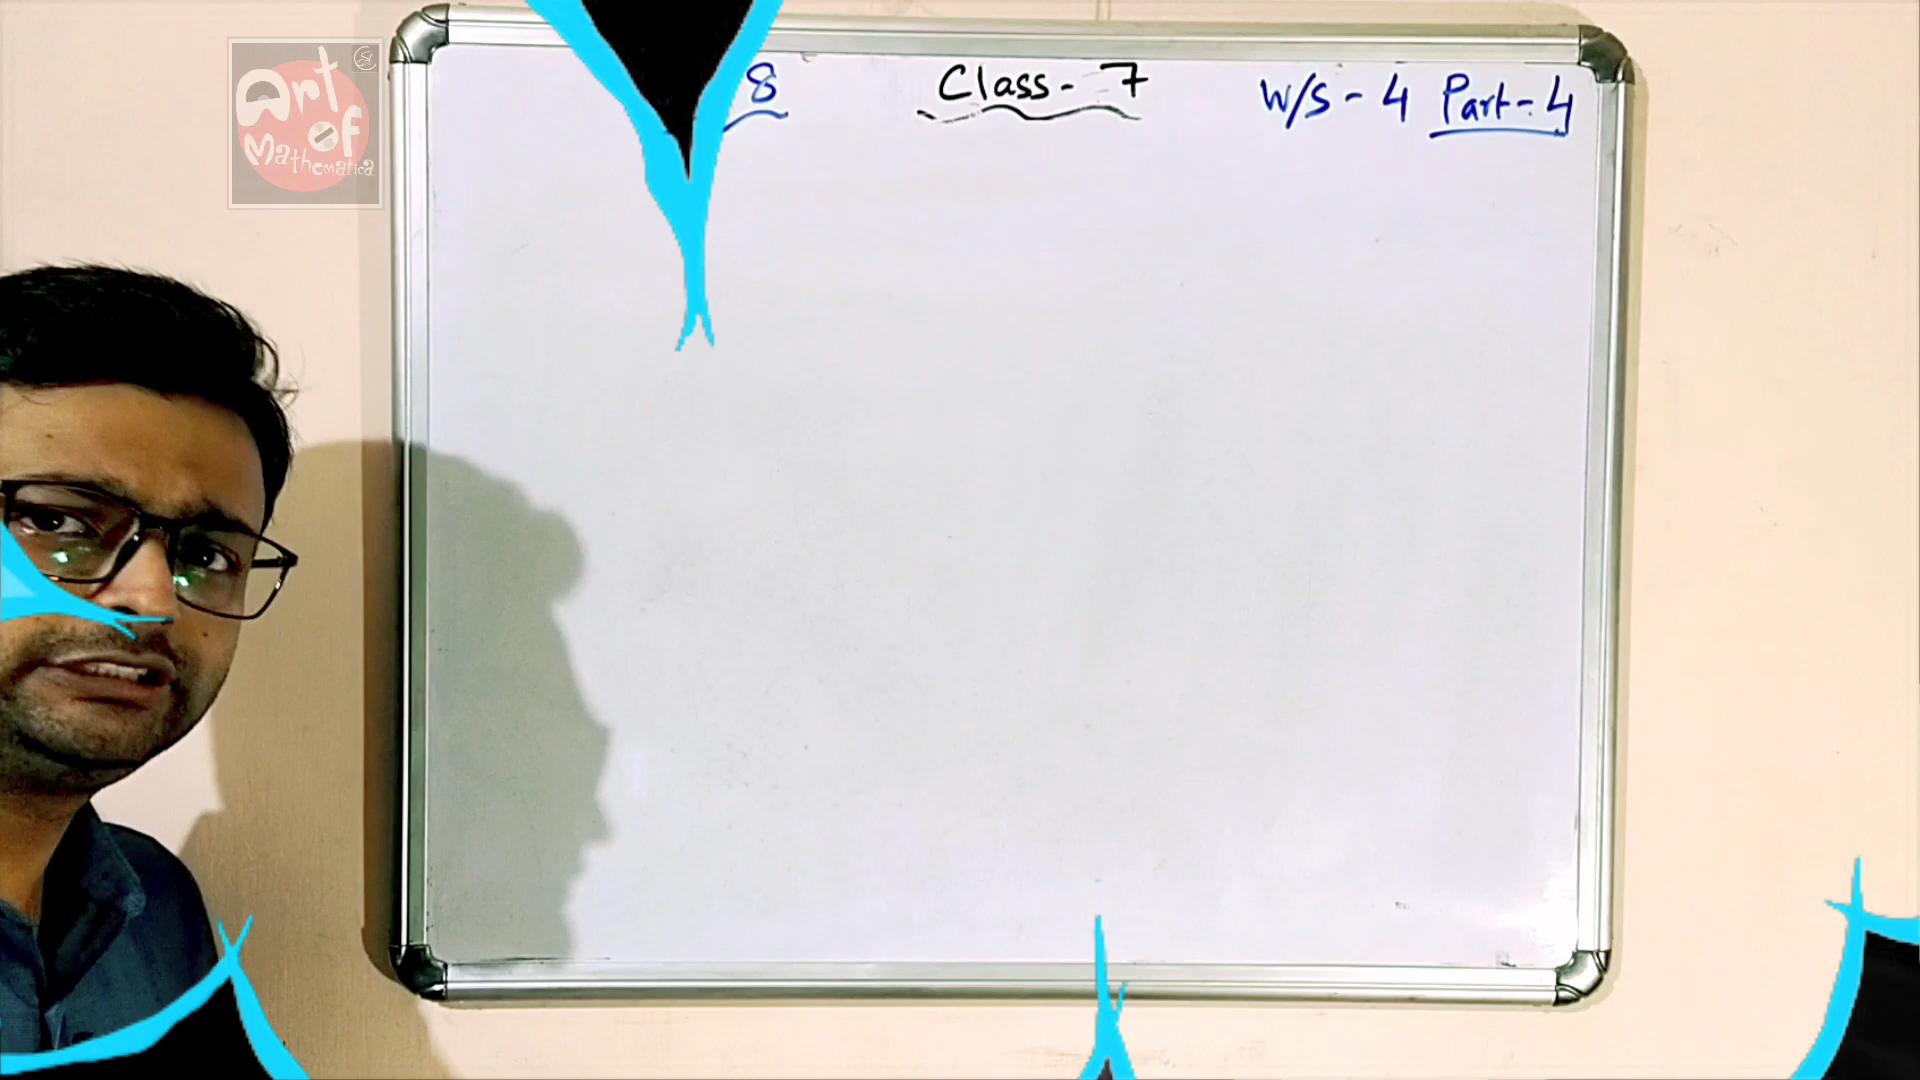 Art
of
Mathematica
8 Class - 7 W/S - 4 Part - 4